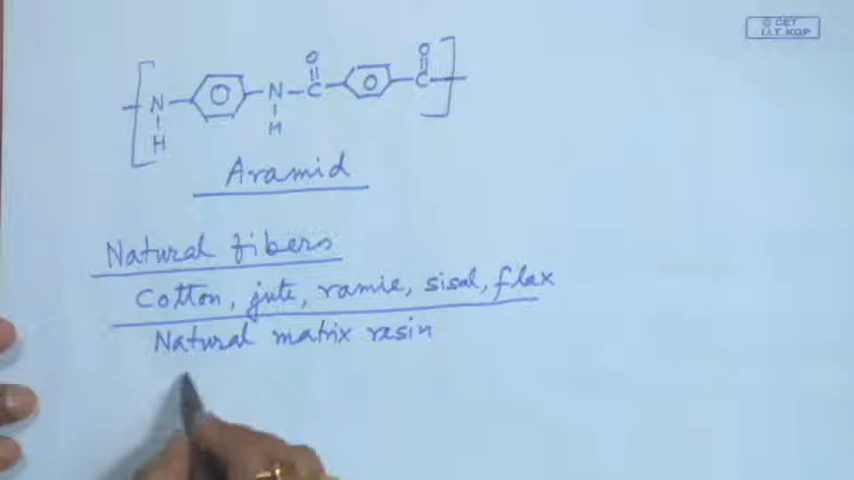 © CET
I.I.T. KGP
O O
N N C C
H H
Aramid
Natural fibers
Cotton, jute, ramie, sisal, flax
Natural matrix resin